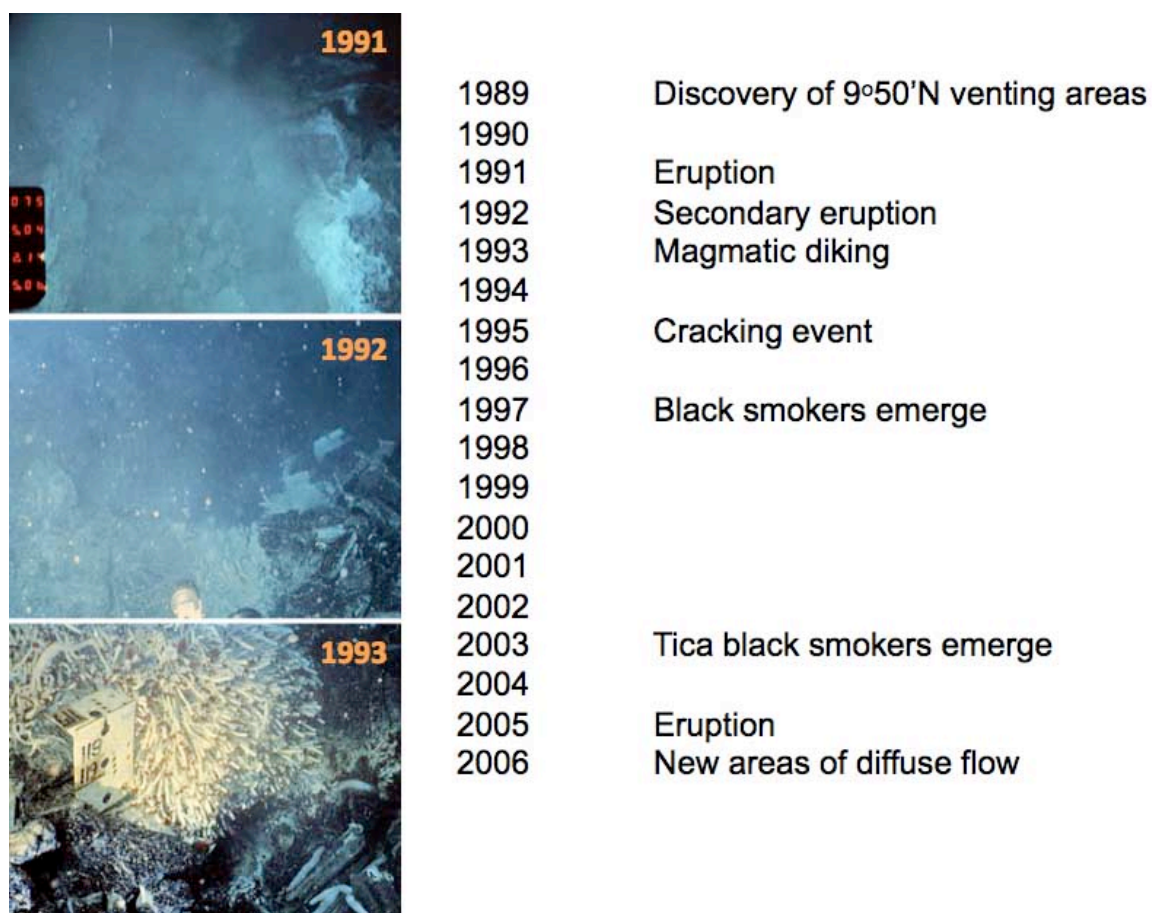 1991
075
1992
1993
119
1989 Discovery of 9°50'N venting areas
1990
1991 Eruption
1992 Secondary eruption
1993 Magmatic diking
1994
1995 Cracking event
1996
1997 Black smokers emerge
1998
1999
2000
2001
2002
2003 Tica black smokers emerge
2004
2005 Eruption
2006 New areas of diffuse flow